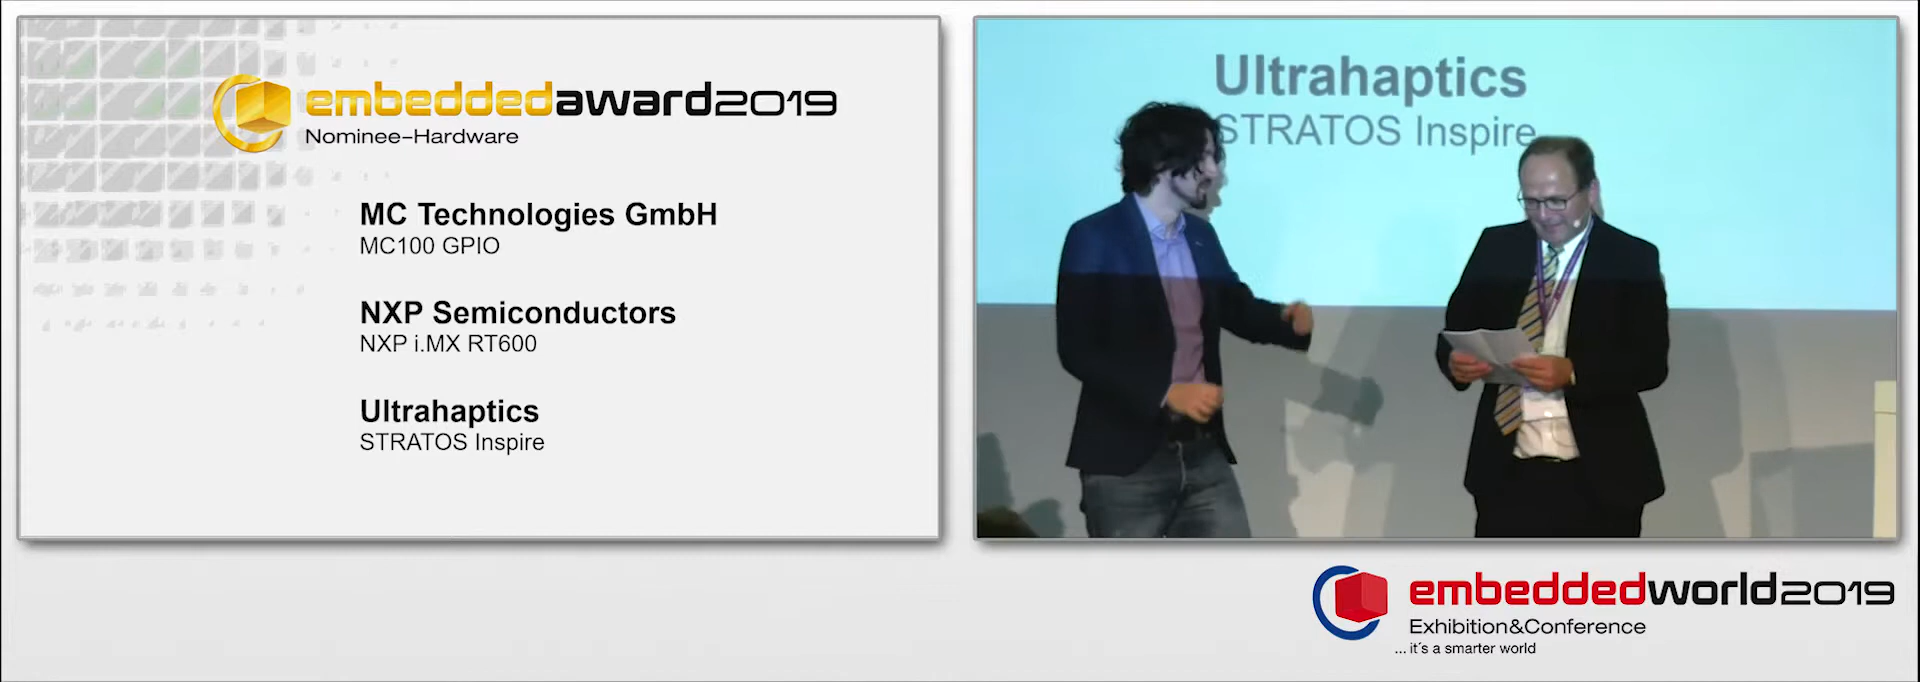 embeddedaward2019
Nominee-Hardware
MC Technologies GmbH
MC100 GPIO
NXP Semiconductors
NXP i.MX RT600
Ultrahaptics
STRATOS Inspire
Ultrahaptics
STRATOS Inspire
embeddedworld2019
Exhibition&Conference
... it´s a smarter world